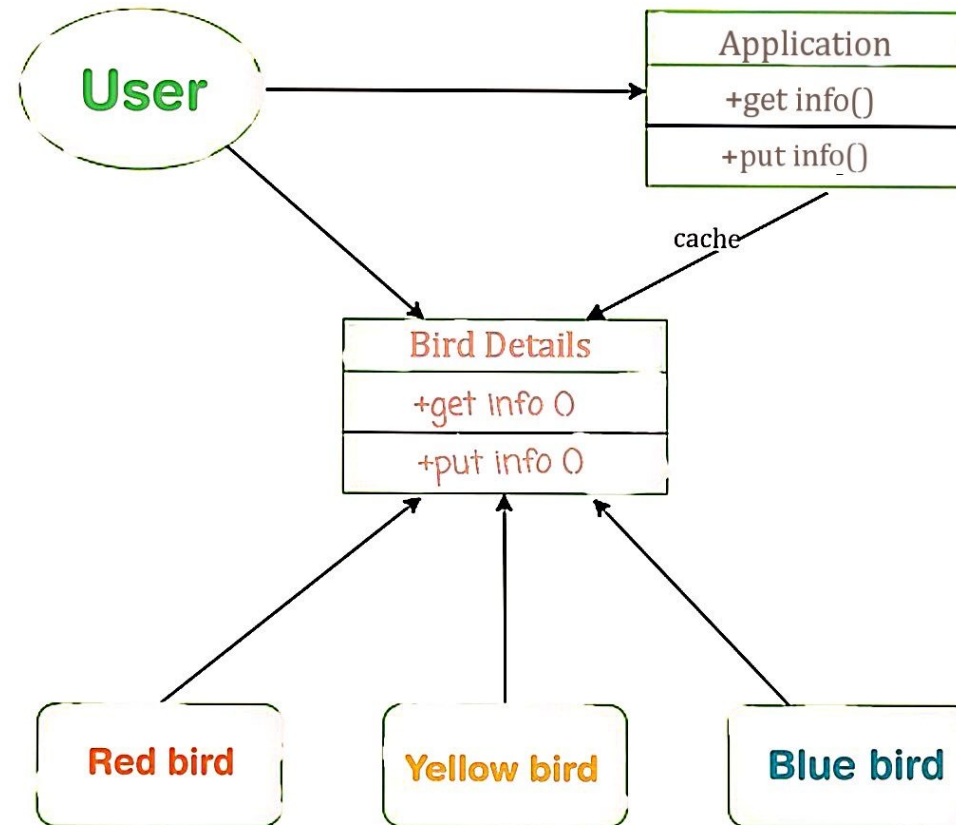 User
Application
+get info()
+put info()
cache
Bird Details
+get info ()
+put info ()
Red bird
Yellow bird
Blue bird